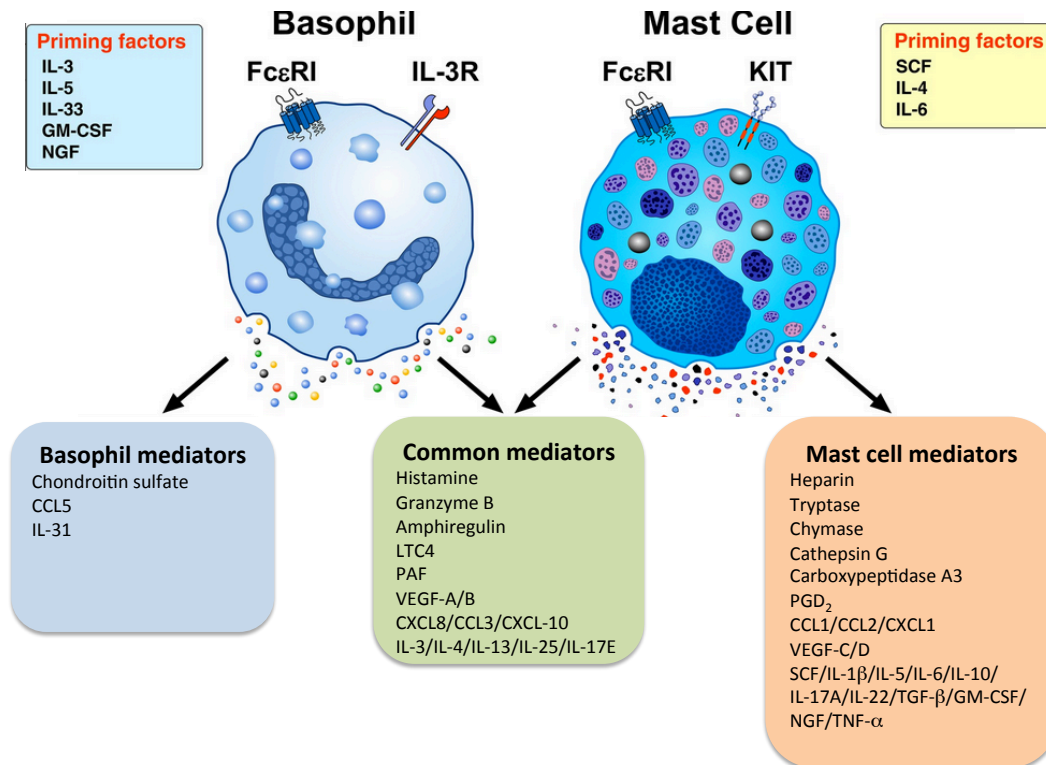 Basophil
Mast Cell
Priming factors
IL-3
IL-5
IL-33
GM-CSF
NGF
FcεRI
IL-3R
FcεRI
KIT
Priming factors
SCF
IL-4
IL-6
Basophil mediators
Chondroitin sulfate
CCL5
IL-31
Common mediators
Histamine
Granzyme B
Amphiregulin
LTC4
PAF
VEGF-A/B
CXCL8/CCL3/CXCL-10
IL-3/IL-4/IL-13/IL-25/IL-17E
Mast cell mediators
Heparin
Tryptase
Chymase
Cathepsin G
Carboxypeptidase A3
PGD₂
CCL1/CCL2/CXCL1
VEGF-C/D
SCF/IL-1β/IL-5/IL-6/IL-10/
IL-17A/IL-22/TGF-β/GM-CSF/
NGF/TNF-α